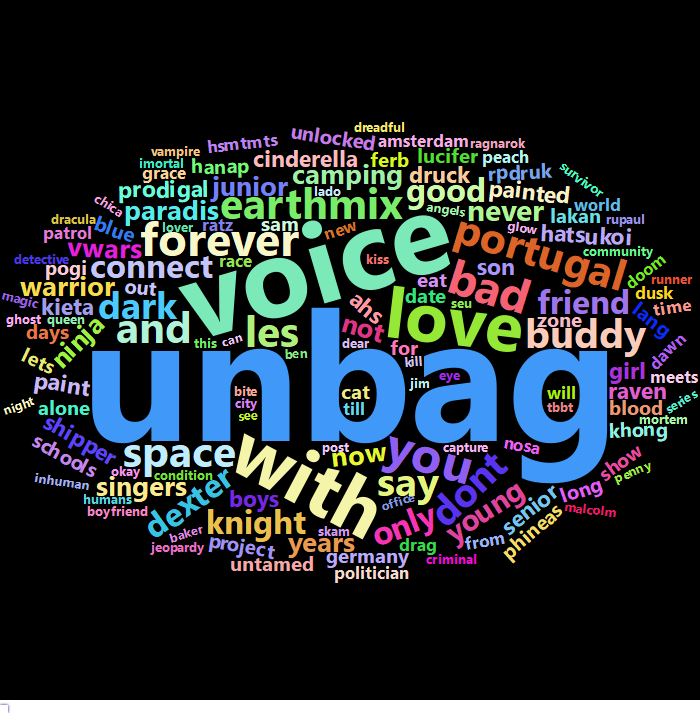 dreadful
hsmtmts unlocked amsterdam ragnarok
vampire
imortal hanap cinderella .ferb lucifer peach
grace camping druck rpdruk survivor
prodigal junior lado good painted
chica paradis earthmix angels never lakan world
dracula blue lover ratz sam new glow hats ukoi rupaul
patrol vwars forever voice portugal community
detective pogi connect race kiss bad son doom
warrior out eat date dusk runner
magic kieta dark ahs seu friend lang time
ghost queen and les not love zone buddy dawn
days ninja this can dear for
lets ben kill girl meets
paint unbag jim eye raven
alone bite cat will blood series
night city till tbbt mortem
shipper see khong
schools space with post now you capture nosa show
okay condition say dont penny
inhuman singers office
humans dexter boys senior long
boyfriend knight skam only young malcolm
baker phineas
jeopardy project years drag from
untamed germany criminal
politician